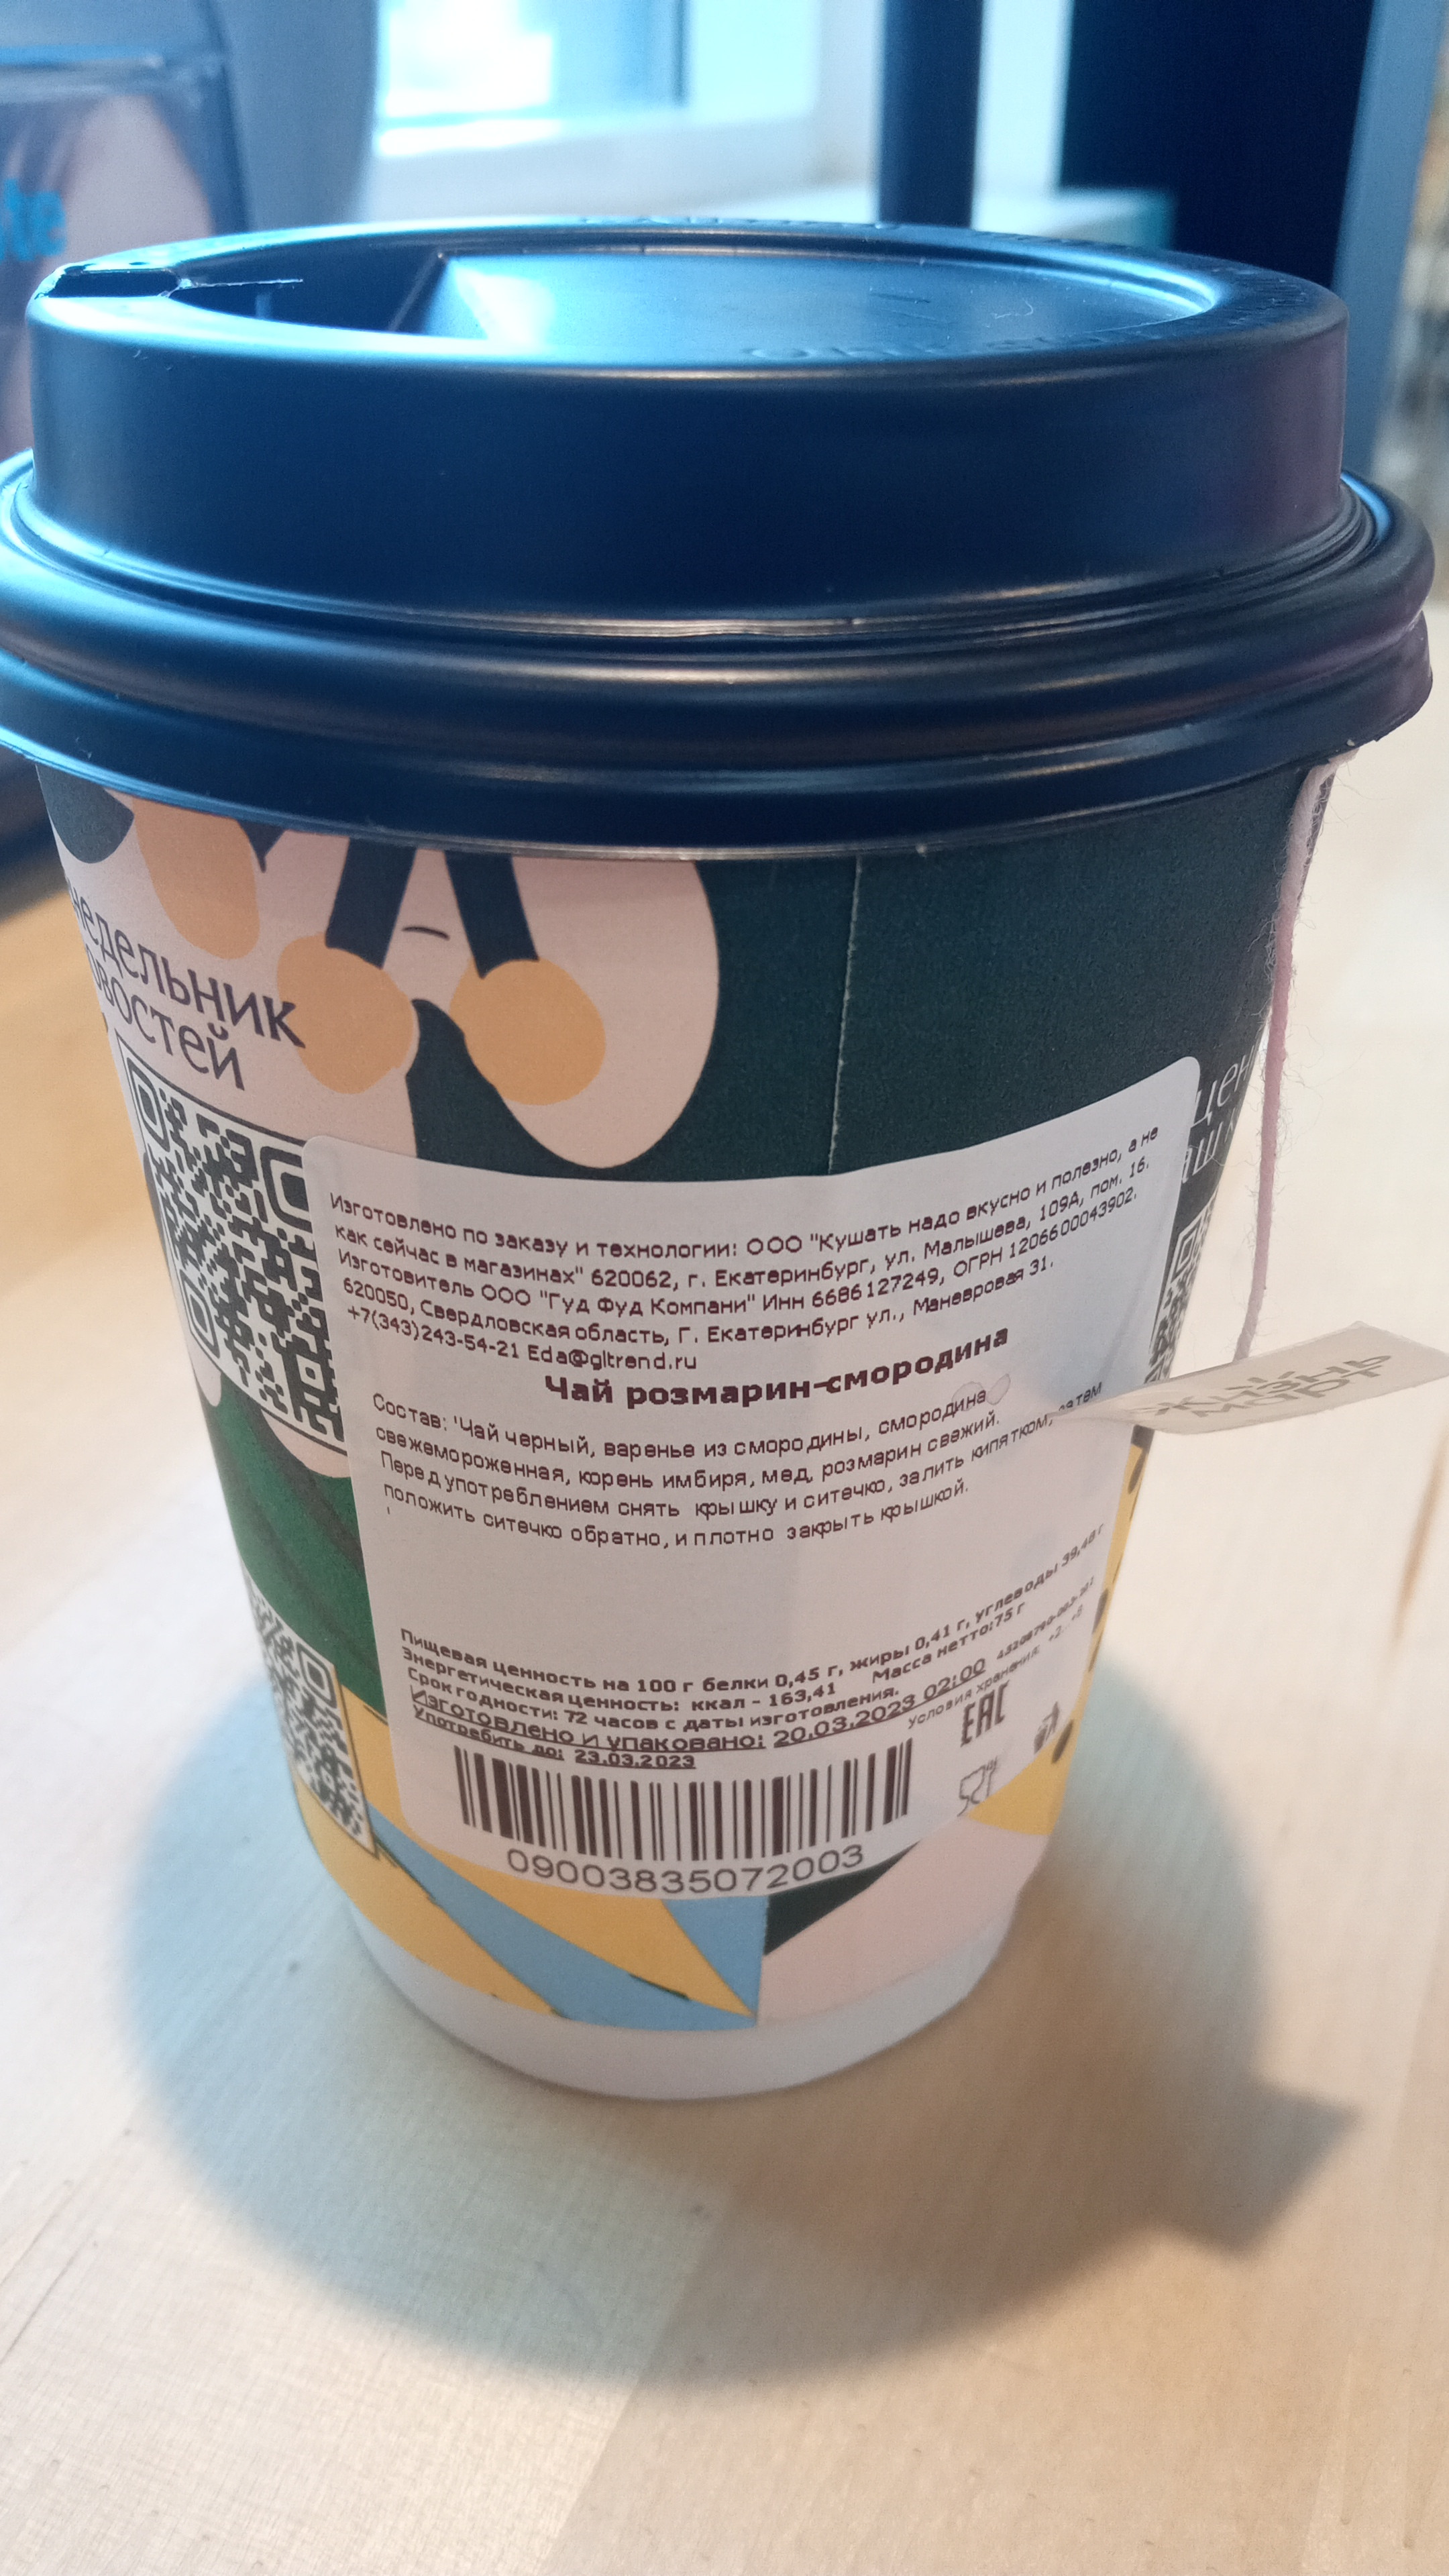 недельник
овостей
Изготовлено по заказу и технологии: ООО "Кушать надо вкусно и полезно, а не
как сейчас в магазинах" 620062, г. Екатеринбург, ул. Малышева, 109А, пом. 16.
Изготовитель ООО "Гуд Фуд Компани" Инн 6686127249, ОГРН 1206600043902.
620050, Свердловская область, Г. Екатеринбург ул., Маневровая 31.
+7(343)243-54-21 Eda@gltrend.ru
Чай розмарин-смородина
Состав: 'Чай черный, варенье из смородины, смородина
свежемороженная, корень имбиря, мед, розмарин свежий.
Перед употреблением снять крышку и ситечко, залить кипятком, затем
положить ситечко обратно, и плотно закрыть крышкой.
'
Пищевая ценность на 100 г белки 0,45 г, жиры 0,41 г, углеводы 39,48 г
Энергетическая ценность: ккал - 163,41 Масса нетто:75 г
Срок годности: 72 часов с даты изготовления.
Изготовлено и упаковано: 20.03.2023 02:00
Условия хранения:
Употребить до: 23.03.2023
EAC
09003835072003
жизнь
март